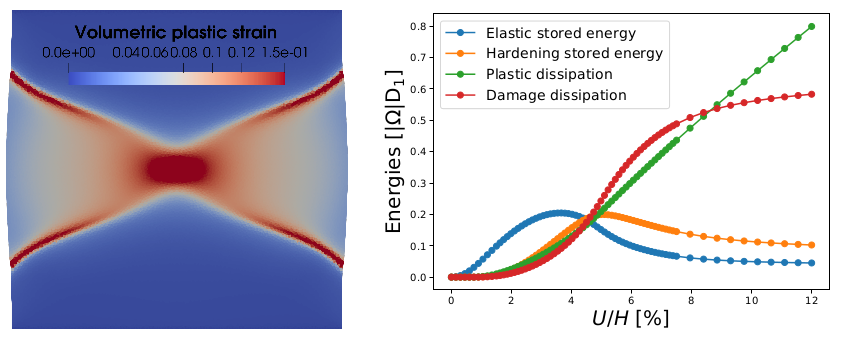 Volumetric plastic strain
0.0e+00 0.04 0.06 0.08 0.1 0.12 1.5e-01
Elastic stored energy
Hardening stored energy
Plastic dissipation
Damage dissipation
Energies [|Ω|D₁]
0.8
0.7
0.6
0.5
0.4
0.3
0.2
0.1
0.0
0 2 4 6 8 10 12
U/H [%]